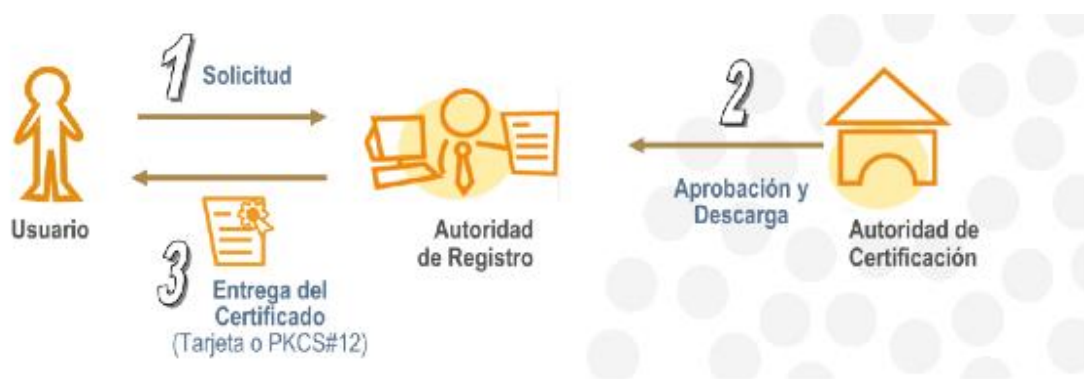 1 Solicitud
2
Usuario
Autoridad
de Registro
Aprobación y
Descarga
Autoridad de
Certificación
3
Entrega del
Certificado
(Tarjeta o PKCS#12)